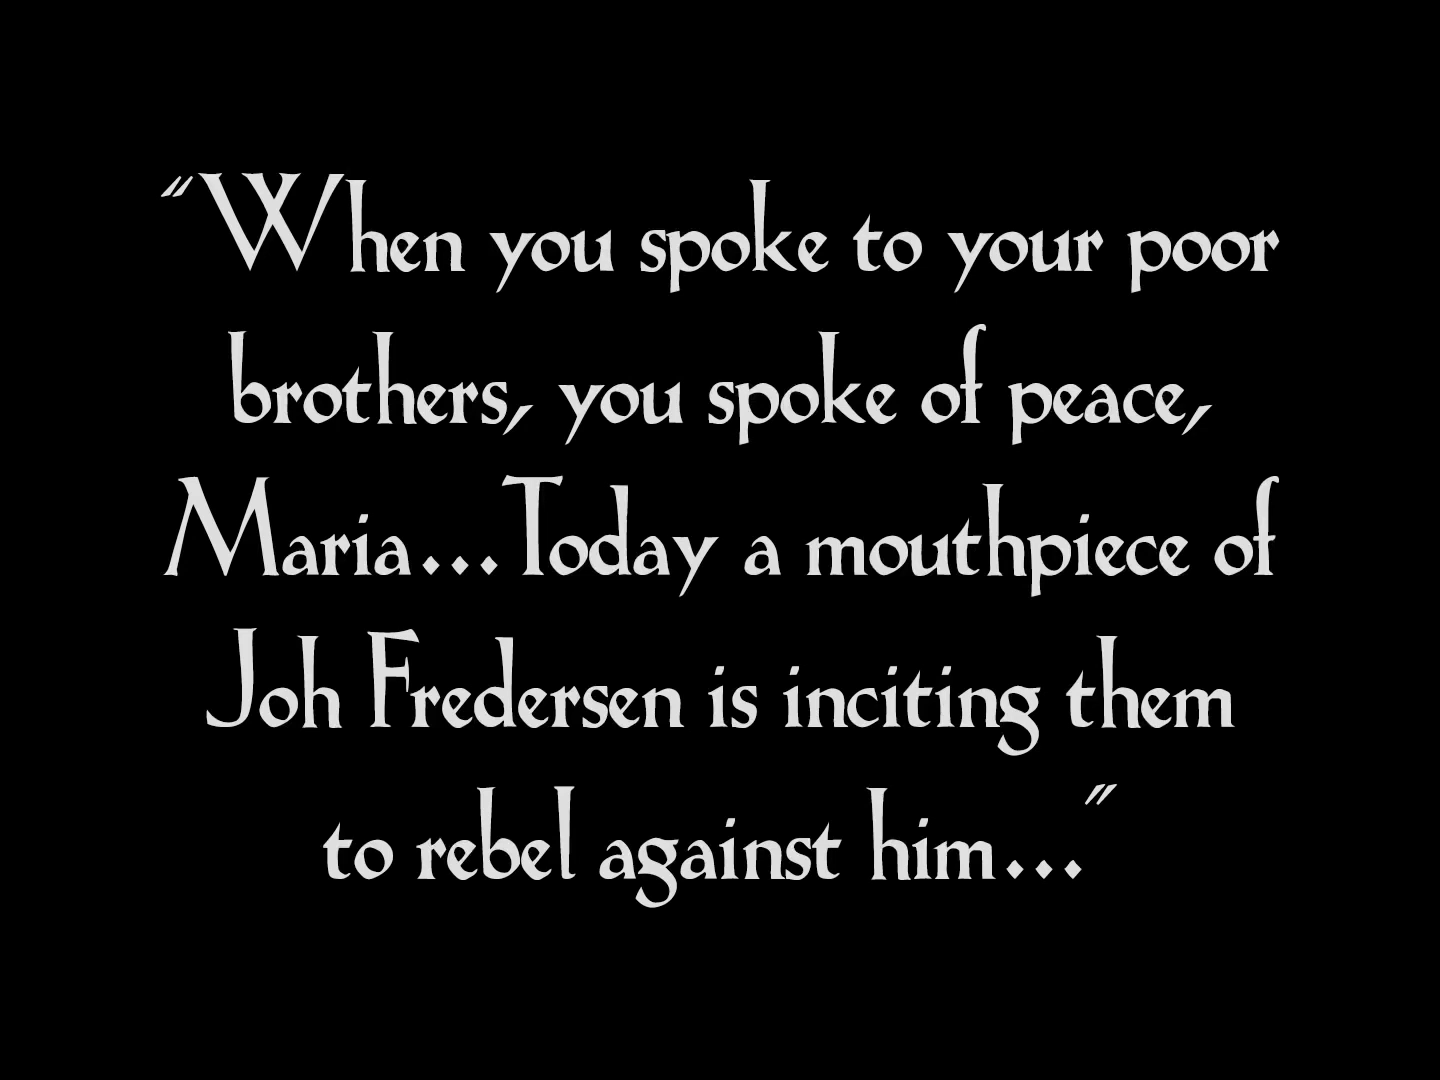 “When you spoke to your poor
brothers, you spoke of peace,
Maria...Today a mouthpiece of
Joh Fredersen is inciting them
to rebel against him...”